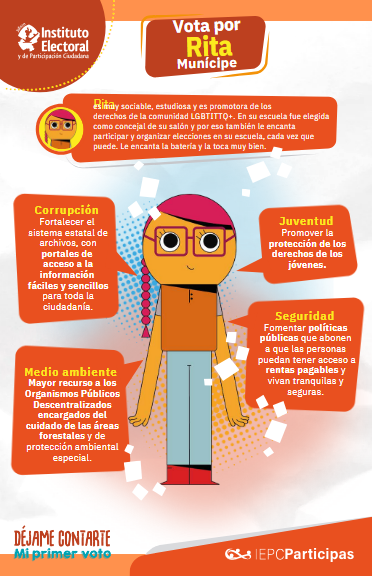 Instituto
Electoral
y de Participación Ciudadana
Vota por
Rita
Munícipe
Rita
es muy sociable, estudiosa y es promotora de los
derechos de la comunidad LGBTITTQ+. En su escuela fue elegida
como concejal de su salón y por eso también le encanta
participar y organizar elecciones en su escuela, cada vez que
puede. Le encanta la batería y la toca muy bien.
Corrupción
Fortalecer el
sistema estatal de
archivos, con
portales de
acceso a la
información
fáciles y sencillos
para toda la
ciudadanía.
Juventud
Promover la
protección de los
derechos de los
jóvenes.
Seguridad
Fomentar políticas
públicas que abonen
a que las personas
puedan tener acceso a
rentas pagables y
vivan tranquilas y
seguras.
Medio ambiente
Mayor recurso a los
Organismos Públicos
Descentralizados
encargados del
cuidado de las áreas
forestales y de
protección ambiental
especial.
DÉJAME CONTARTE
Mi primer voto
IEPCParticipas